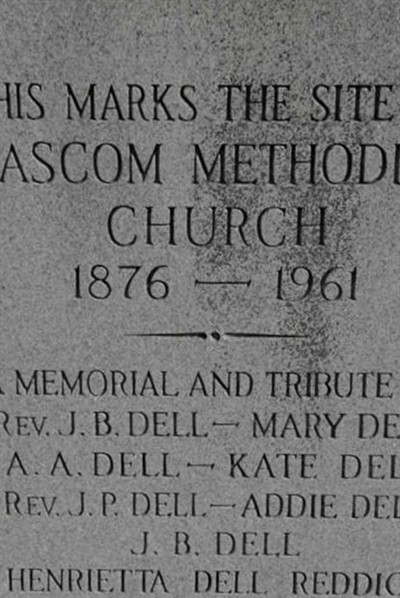 HIS MARKS THE SITE
ASCOM METHODI
CHURCH
1876 — 1961
A MEMORIAL AND TRIBUTE
REV. J. B. DELL — MARY DE
A. A. DELL — KATE DEL
REV. J. P. DELL — ADDIE DEL
J. B. DELL
HENRIETTA DELL REDDIC